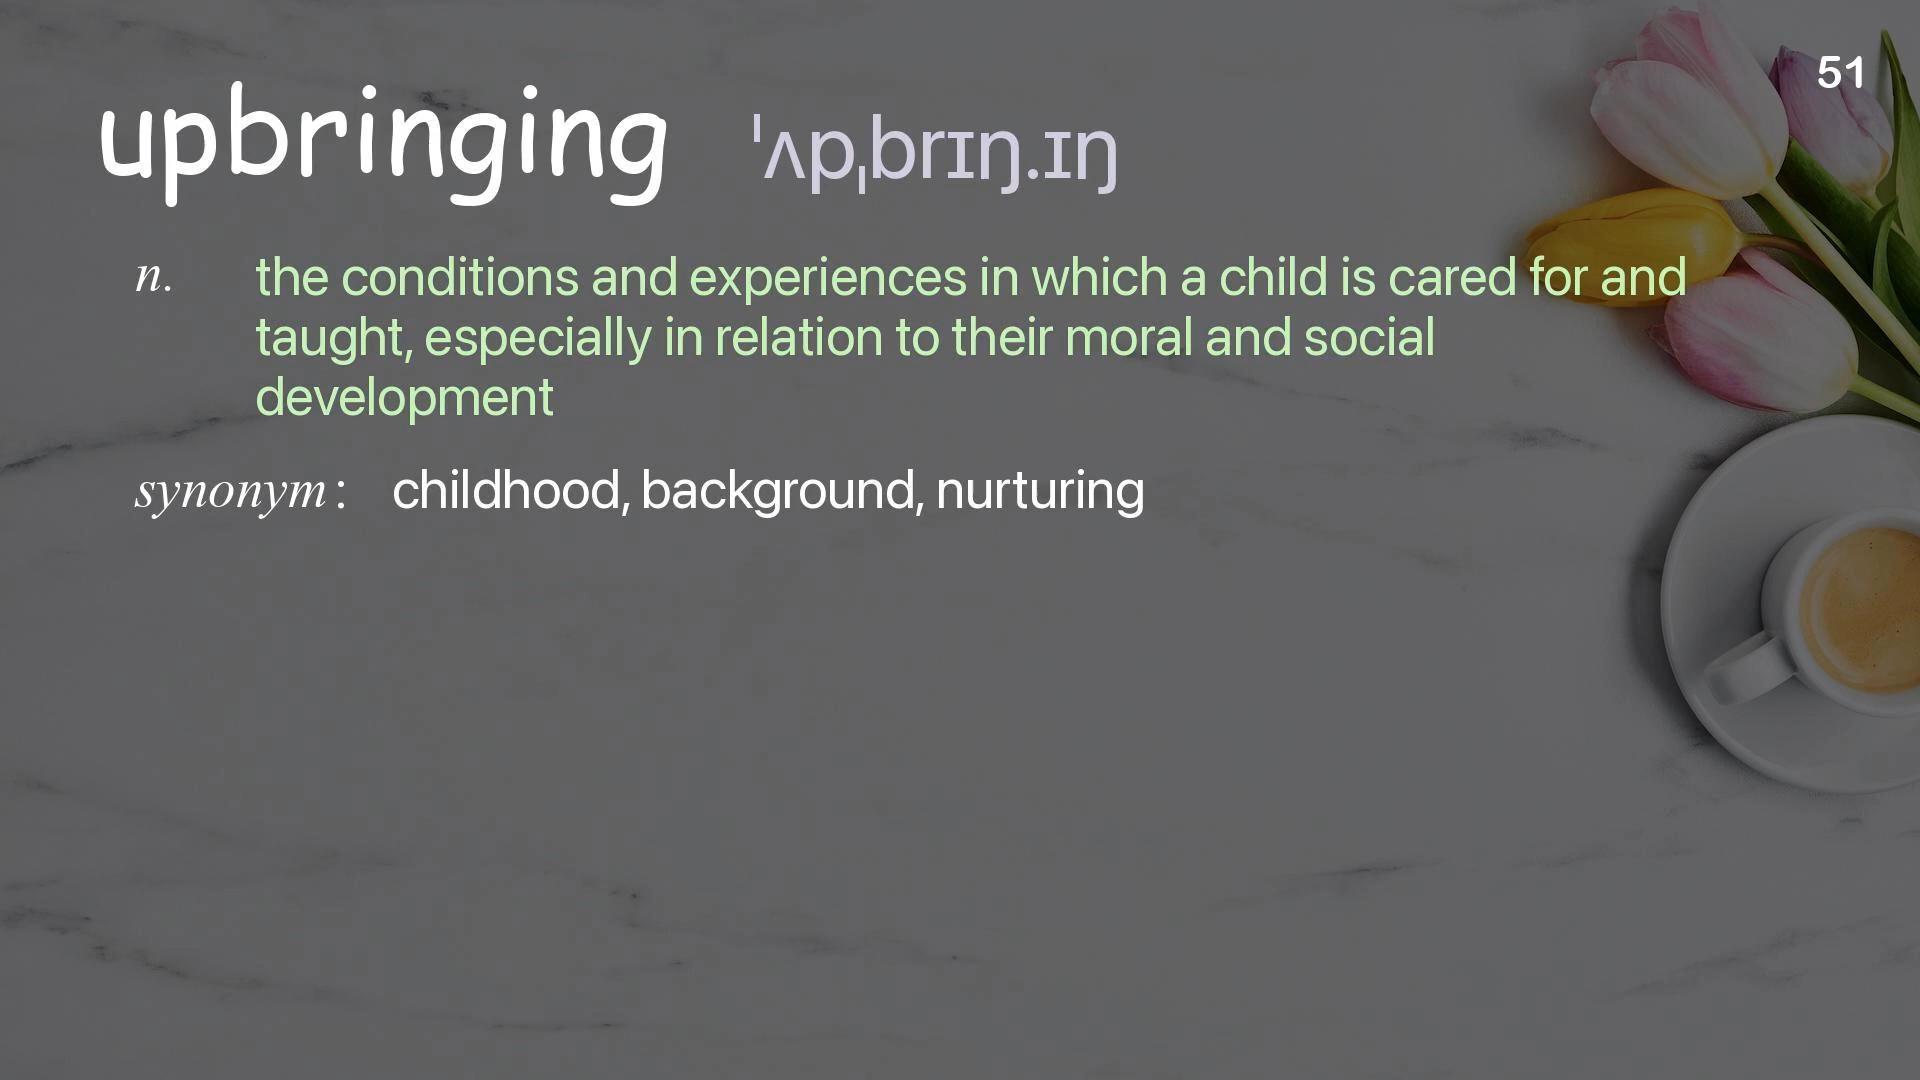 51
upbringing ˈʌpˌbrɪŋ.ɪŋ
n. the conditions and experiences in which a child is cared for and
taught, especially in relation to their moral and social
development
synonym: childhood, background, nurturing